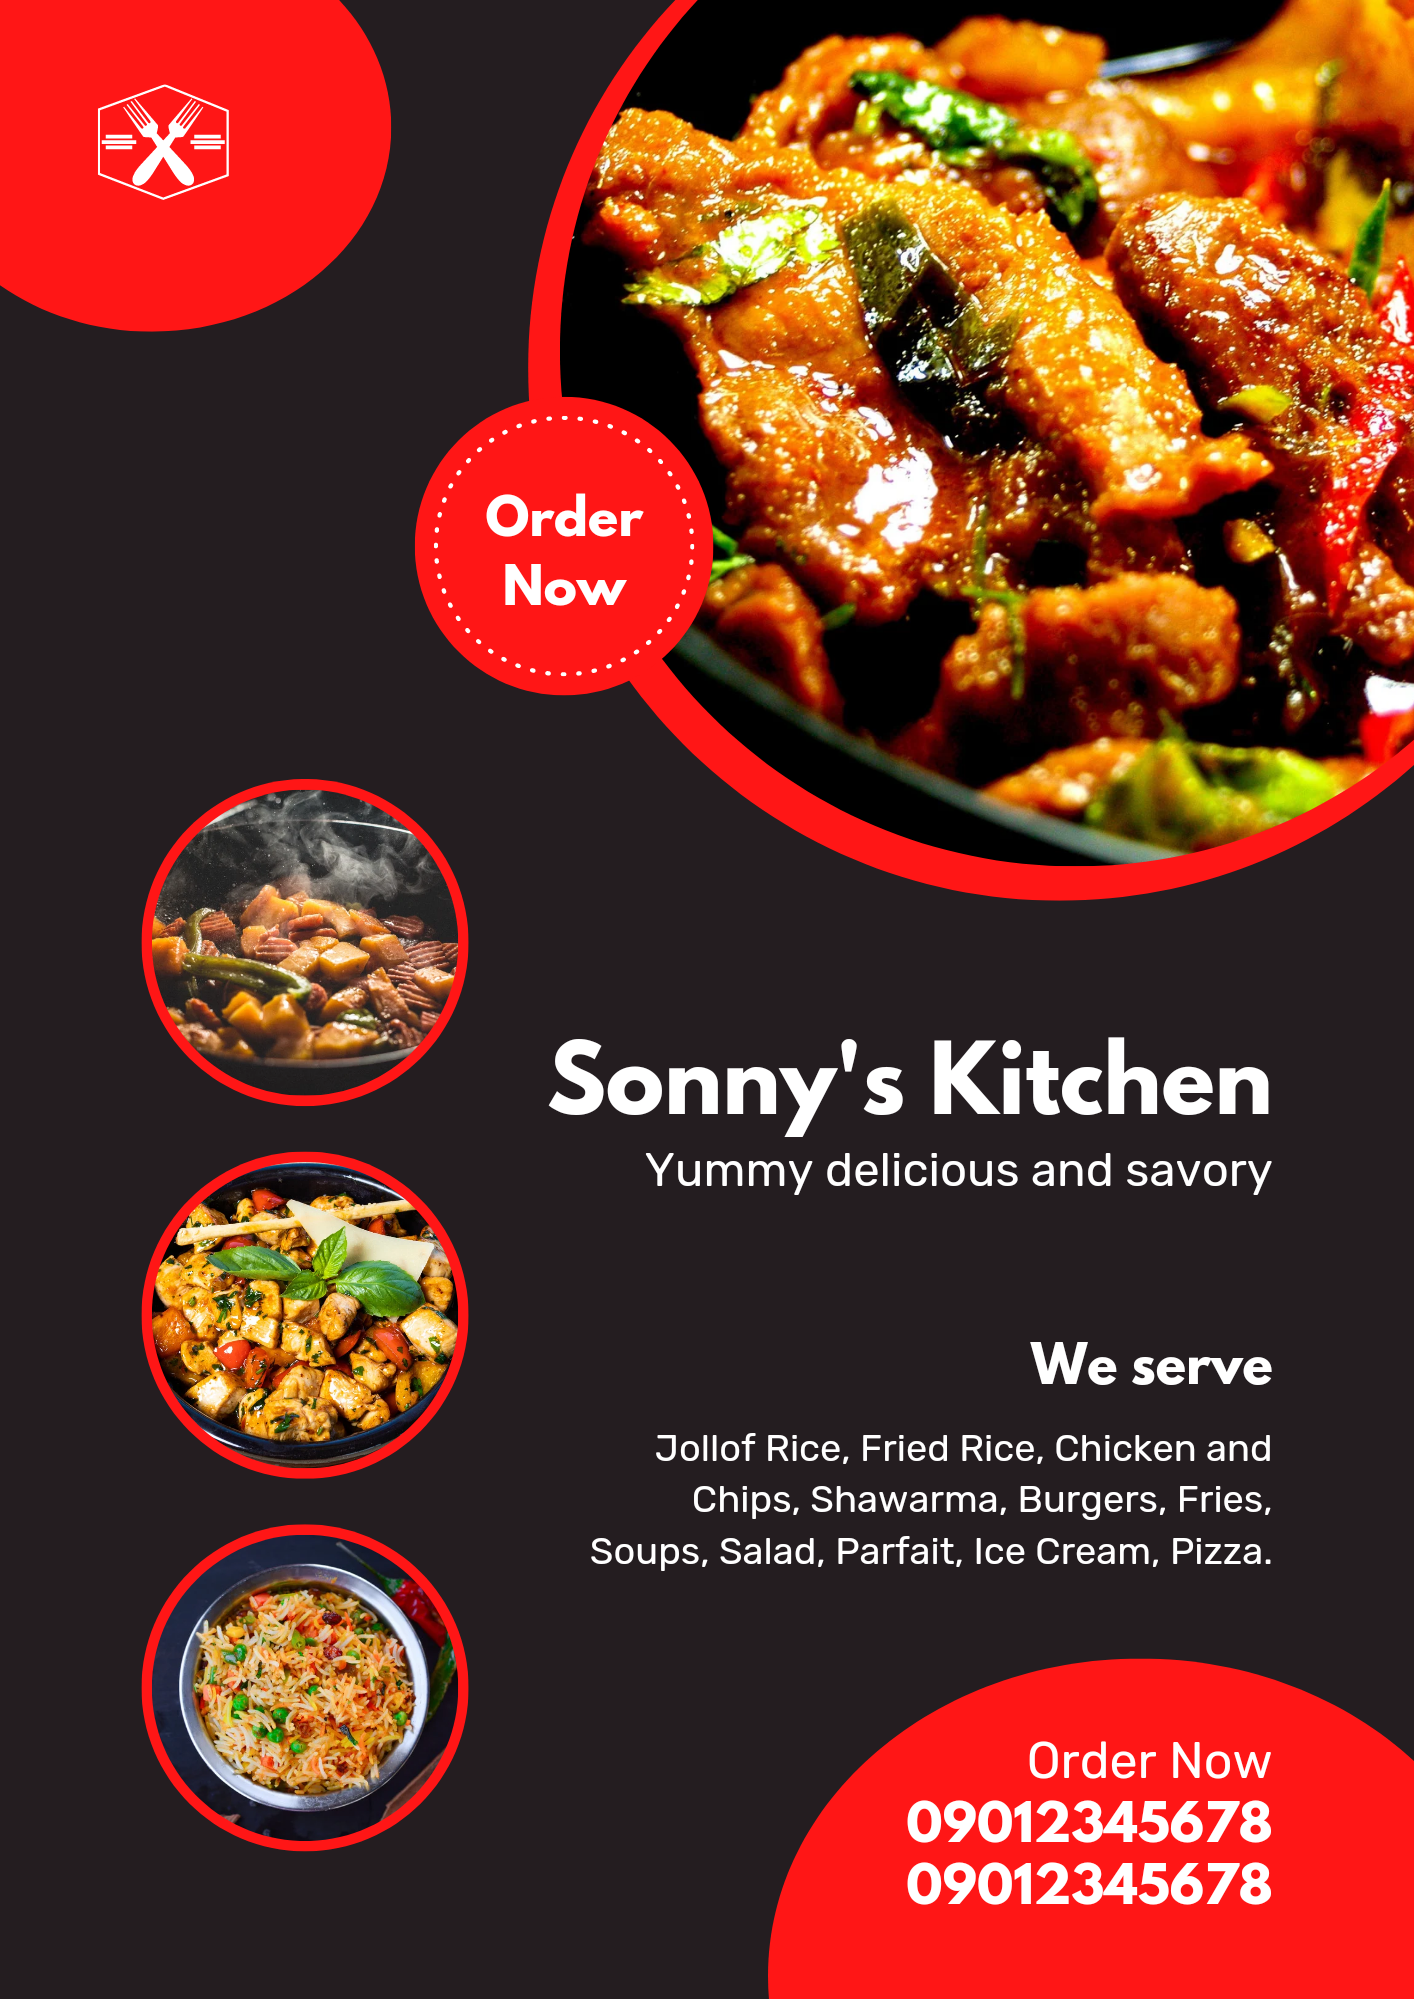 Order
Now
Sonny's Kitchen
Yummy delicious and savory
We serve
Jollof Rice, Fried Rice, Chicken and
Chips, Shawarma, Burgers, Fries,
Soups, Salad, Parfait, Ice Cream, Pizza.
Order Now
09012345678
09012345678